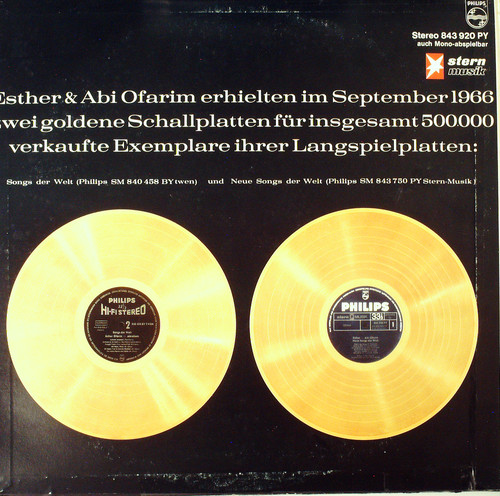 PHILIPS
Stereo 843 920 PY
auch Mono-abspielbar
stern
musik
Esther & Abi Ofarim erhielten im September 1966
zwei goldene Schallplatten für insgesamt 500000
verkaufte Exemplare ihrer Langspielplatten:
Songs der Welt (Philips SM 840 458 BY twen) und Neue Songs der Welt (Philips SM 843 750 PY Stern-Musik)
PHILIPS
HI-FI STEREO
2
PHILIPS
33⅓
1